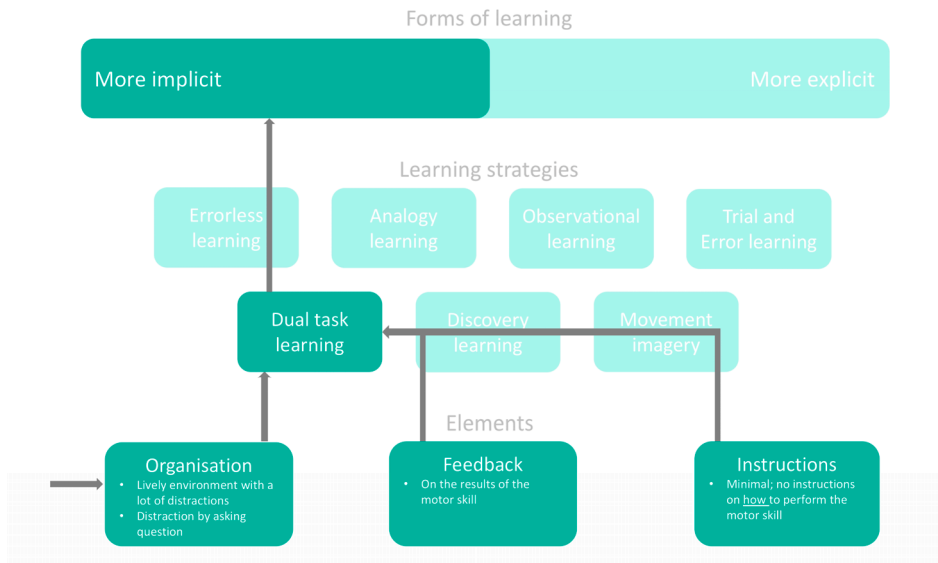 Forms of learning
More implicit
More explicit
Learning strategies
Errorless
learning
Analogy
learning
Observational
learning
Trial and
Error learning
Dual task
learning
Discovery
learning
Movement
imagery
Elements
Organisation
• Lively environment with a
lot of distractions
• Distraction by asking
question
Feedback
• On the results of the
motor skill
Instructions
• Minimal; no instructions
on how to perform the
motor skill